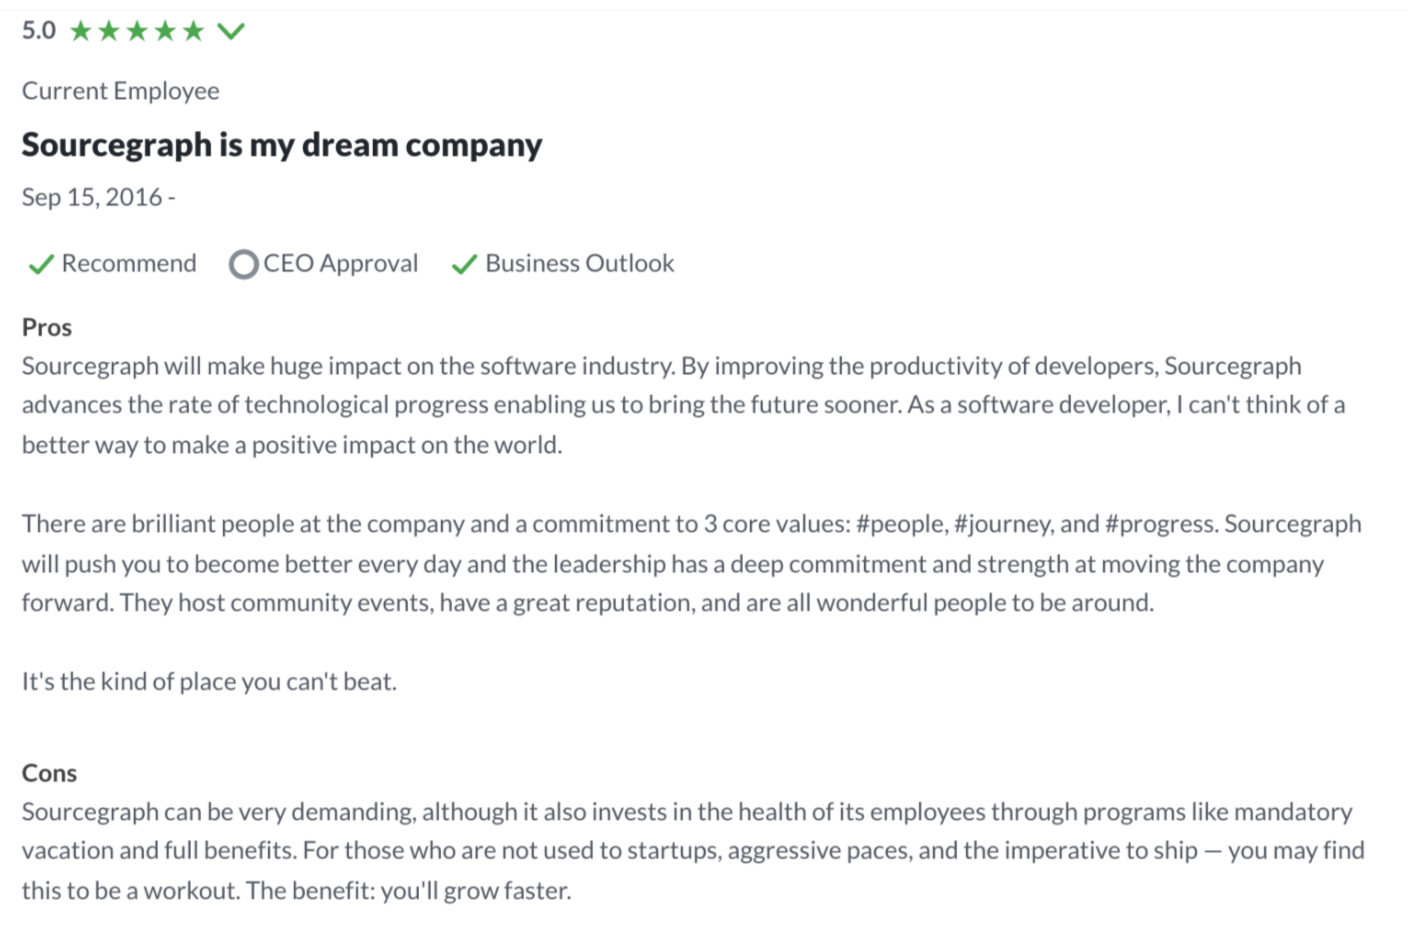 5.0
Current Employee
Sourcegraph is my dream company
Sep 15, 2016 -
Recommend CEO Approval Business Outlook
Pros
Sourcegraph will make huge impact on the software industry. By improving the productivity of developers, Sourcegraph
advances the rate of technological progress enabling us to bring the future sooner. As a software developer, I can't think of a
better way to make a positive impact on the world.
There are brilliant people at the company and a commitment to 3 core values: #people, #journey, and #progress. Sourcegraph
will push you to become better every day and the leadership has a deep commitment and strength at moving the company
forward. They host community events, have a great reputation, and are all wonderful people to be around.
It's the kind of place you can't beat.
Cons
Sourcegraph can be very demanding, although it also invests in the health of its employees through programs like mandatory
vacation and full benefits. For those who are not used to startups, aggressive paces, and the imperative to ship — you may find
this to be a workout. The benefit: you'll grow faster.